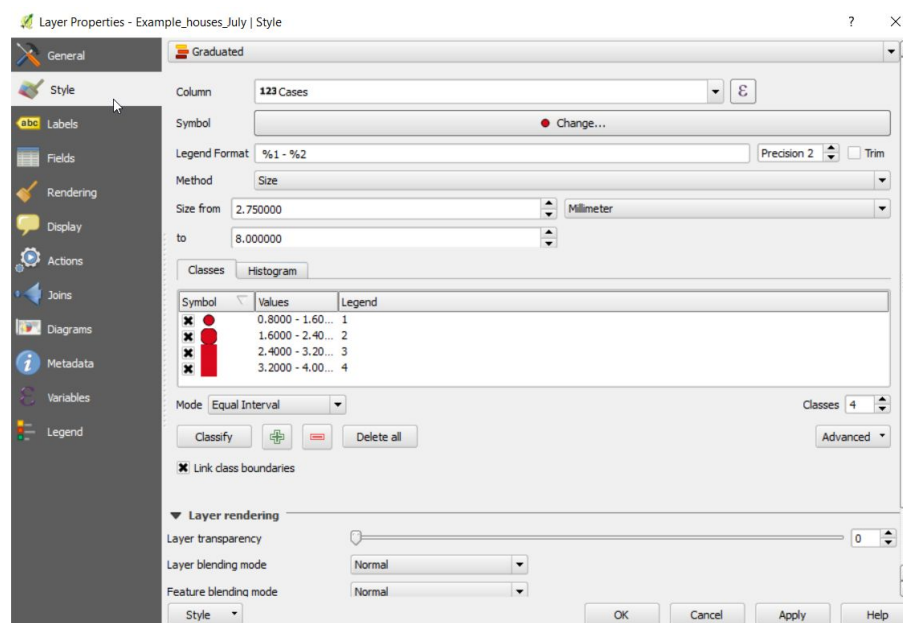 Layer Properties - Example_houses_July | Style ? ×
General
Style
abc Labels
Fields
Rendering
Display
Actions
Joins
Diagrams
i Metadata
ε Variables
Legend
Graduated
Column 123 Cases ε
Symbol Change...
Legend Format %1 - %2 Precision 2 Trim
Method Size
Size from 2.750000 Millimeter
to 8.000000
Classes Histogram
Symbol Values Legend
0.8000 - 1.60... 1
1.6000 - 2.40... 2
2.4000 - 3.20... 3
3.2000 - 4.00... 4
Mode Equal Interval Classes 4
Classify Delete all Advanced
Link class boundaries
Layer rendering
Layer transparency 0
Layer blending mode Normal
Feature blending mode Normal
Style OK Cancel Apply Help